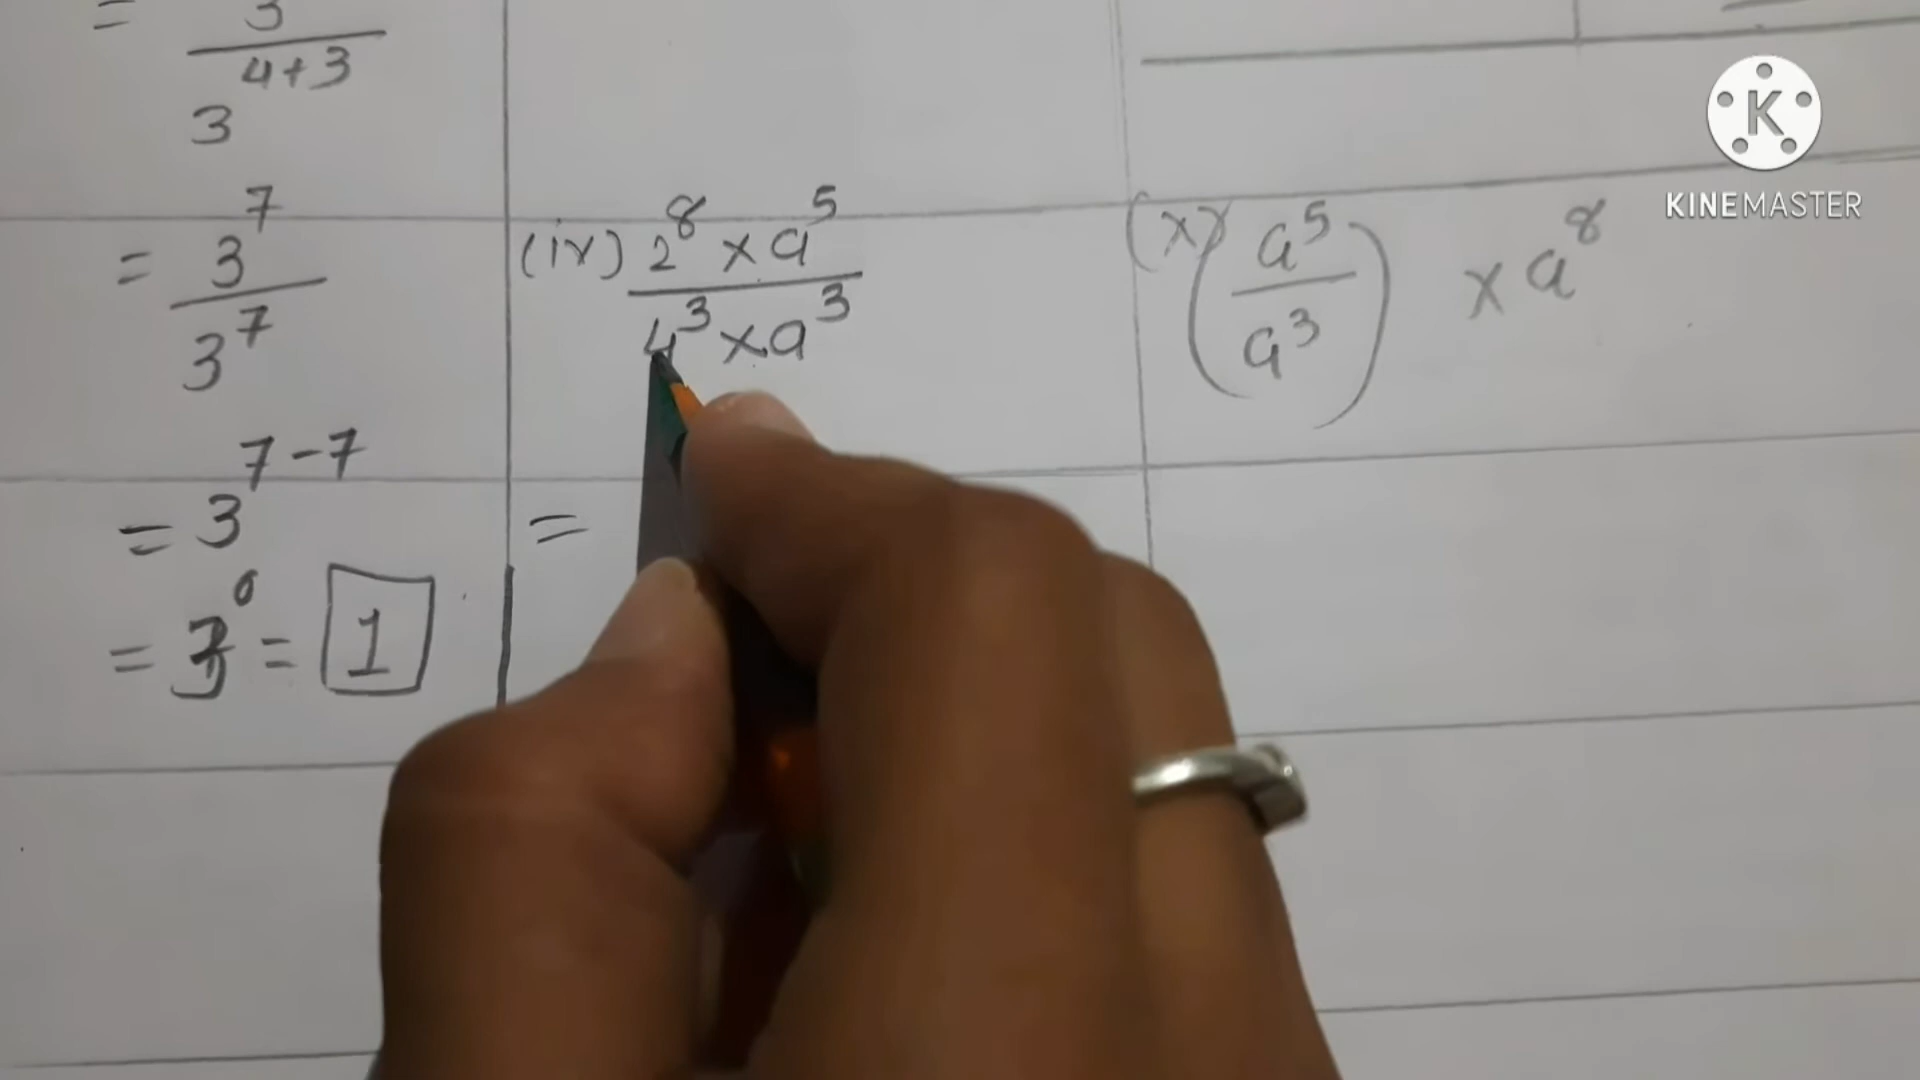 = 3
4+3
3
= 3^7
3^7
= 3^7-7
= 3^0 = 1
(iv) 2^8 × a^5
4^3 × a^3
=
(x) (a^5
a^3) × a^8
K
KINEMASTER